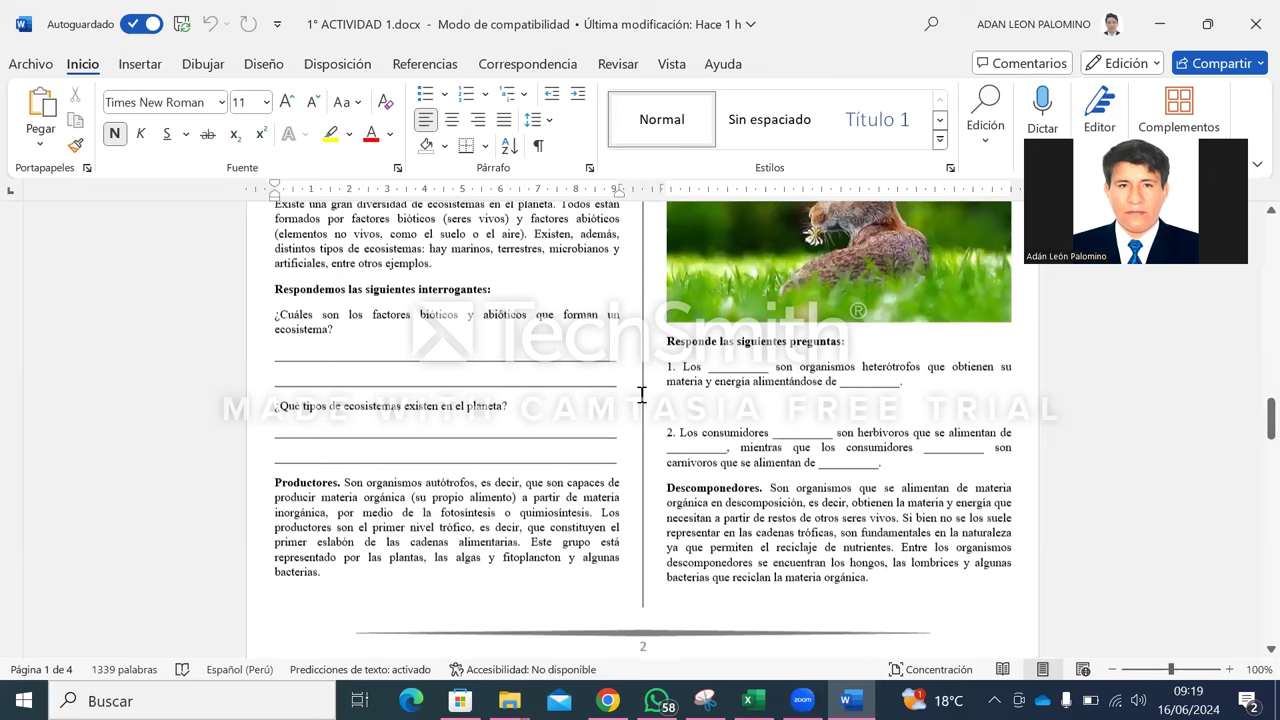 Autoguardado
1° ACTIVIDAD 1.docx - Modo de compatibilidad • Última modificación: Hace 1 h
ADAN LEON PALOMINO
Archivo Inicio Insertar Dibujar Diseño Disposición Referencias Correspondencia Revisar Vista Ayuda
Comentarios Edición Compartir
Pegar
Times New Roman 11
Normal Sin espaciado Título 1
Edición Dictar Editor Complementos
Portapapeles Fuente Párrafo Estilos
Adán León Palomino
Existe una gran diversidad de ecosistemas en el planeta. Todos están
formados por factores bióticos (seres vivos) y factores abióticos
(elementos no vivos, como el suelo o el aire). Existen, además,
distintos tipos de ecosistemas: hay marinos, terrestres, microbianos y
artificiales, entre otros ejemplos.
Respondemos las siguientes interrogantes:
¿Cuáles son los factores bióticos y abióticos que forman un
ecosistema?
¿Qué tipos de ecosistemas existen en el planeta?
Productores. Son organismos autótrofos, es decir, que son capaces de
producir materia orgánica (su propio alimento) a partir de materia
inorgánica, por medio de la fotosíntesis o quimiosíntesis. Los
productores son el primer nivel trófico, es decir, que constituyen el
primer eslabón de las cadenas alimentarias. Este grupo está
representado por las plantas, las algas y fitoplancton y algunas
bacterias.
Responde las siguientes preguntas:
1. Los __________ son organismos heterótrofos que obtienen su
materia y energía alimentándose de __________.
2. Los consumidores __________ son herbívoros que se alimentan de
__________, mientras que los consumidores __________ son
carnívoros que se alimentan de __________.
Descomponedores. Son organismos que se alimentan de materia
orgánica en descomposición, es decir, obtienen la materia y energía que
necesitan a partir de restos de otros seres vivos. Si bien no se los suele
representar en las cadenas tróficas, son fundamentales en la naturaleza
ya que permiten el reciclaje de nutrientes. Entre los organismos
descomponedores se encuentran los hongos, las lombrices y algunas
bacterias que reciclan la materia orgánica.
TechSmith®
MADE WITH CAMTASIA FREE TRIAL
2
Página 1 de 4 1339 palabras Español (Perú) Predicciones de texto: activado Accesibilidad: No disponible Concentración 100%
Buscar
58
zoom
1
18°C
09:19
16/06/2024
2